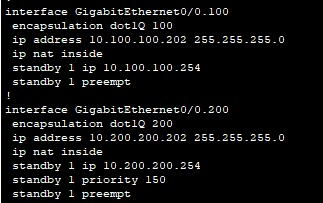 interface GigabitEthernet0/0.100
encapsulation dot1Q 100
ip address 10.100.100.202 255.255.255.0
ip nat inside
standby 1 ip 10.100.100.254
standby 1 preempt
!
interface GigabitEthernet0/0.200
encapsulation dot1Q 200
ip address 10.200.200.202 255.255.255.0
ip nat inside
standby 1 ip 10.200.200.254
standby 1 priority 150
standby 1 preempt